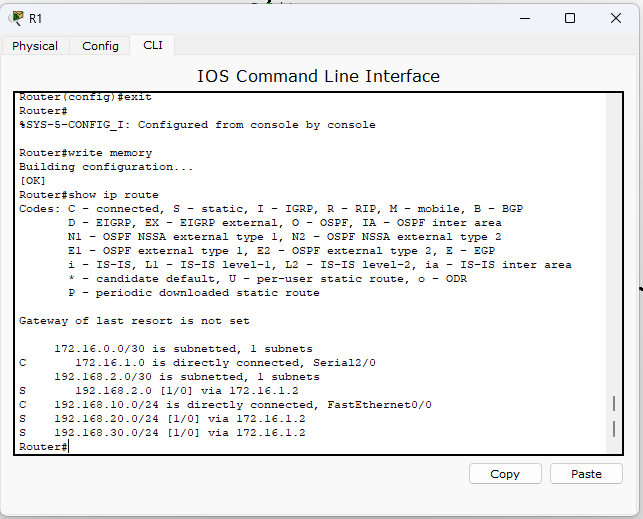 R1
Physical Config CLI
IOS Command Line Interface
Router(config)#exit
Router#
%SYS-5-CONFIG_I: Configured from console by console
Router#write memory
Building configuration...
[OK]
Router#show ip route
Codes: C - connected, S - static, I - IGRP, R - RIP, M - mobile, B - BGP
D - EIGRP, EX - EIGRP external, O - OSPF, IA - OSPF inter area
N1 - OSPF NSSA external type 1, N2 - OSPF NSSA external type 2
E1 - OSPF external type 1, E2 - OSPF external type 2, E - EGP
i - IS-IS, L1 - IS-IS level-1, L2 - IS-IS level-2, ia - IS-IS inter area
* - candidate default, U - per-user static route, o - ODR
P - periodic downloaded static route
Gateway of last resort is not set
172.16.0.0/30 is subnetted, 1 subnets
C 172.16.1.0 is directly connected, Serial2/0
192.168.2.0/30 is subnetted, 1 subnets
S 192.168.2.0 [1/0] via 172.16.1.2
C 192.168.10.0/24 is directly connected, FastEthernet0/0
S 192.168.20.0/24 [1/0] via 172.16.1.2
S 192.168.30.0/24 [1/0] via 172.16.1.2
Router#
Copy Paste